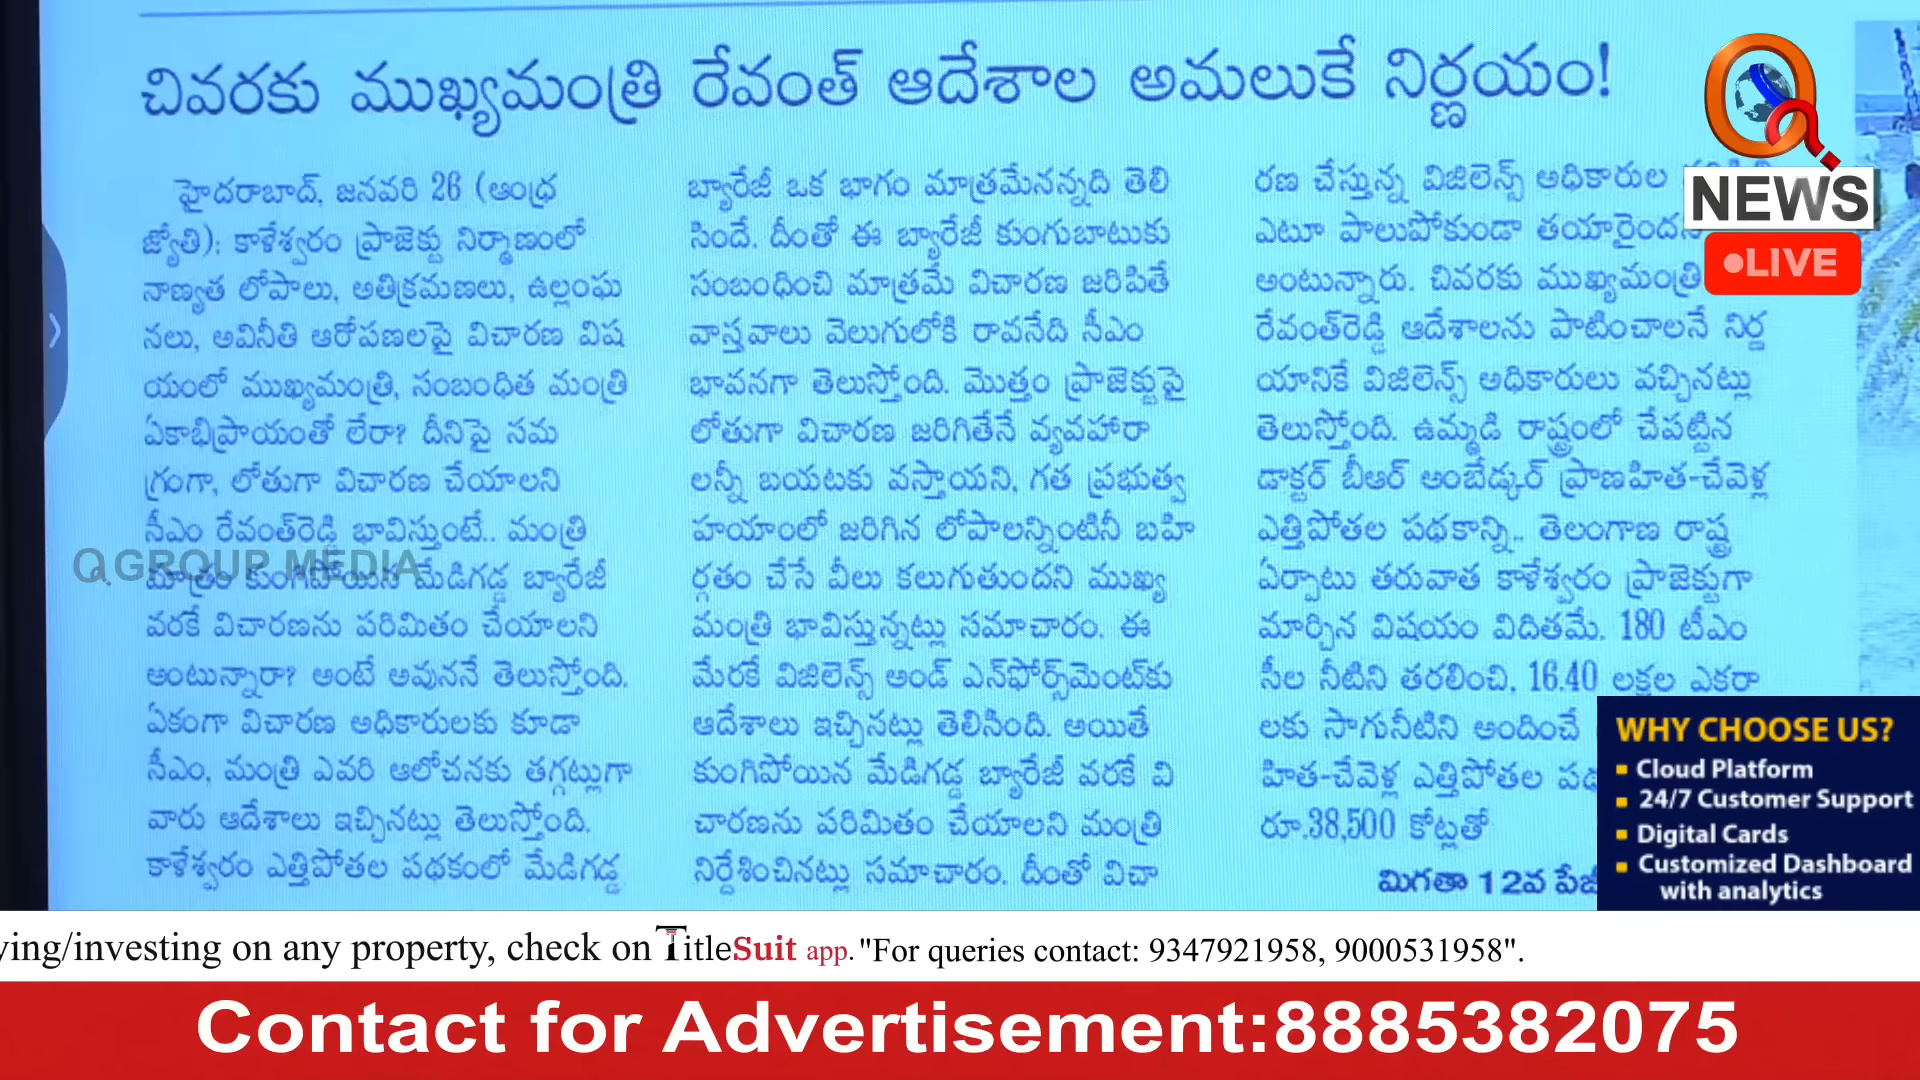 చివరకు ముఖ్యమంత్రి రేవంత్ ఆదేశాల అమలుకే నిర్ణయం!
హైదరాబాద్, జనవరి 26 (ఆంధ్ర
జ్యోతి): కాళేశ్వరం ప్రాజెక్టు నిర్మాణంలో
నాణ్యత లోపాలు, అతిక్రమణలు, ఉల్లంఘ
నలు, అవినీతి ఆరోపణలపై విచారణ విష
యంలో ముఖ్యమంత్రి, సంబంధిత మంత్రి
ఏకాభిప్రాయంతో లేరా? దీనిపై సమ
గ్రంగా, లోతుగా విచారణ చేయాలని
సీఎం రేవంత్‌రెడ్డి భావిస్తుంటే.. మంత్రి
మాత్రం కుంగిపోయిన మేడిగడ్డ బ్యారేజీ
వరకే విచారణను పరిమితం చేయాలని
అంటున్నారా? అంటే అవుననే తెలుస్తోంది.
ఏకంగా విచారణ అధికారులకు కూడా
సీఎం, మంత్రి ఎవరి ఆలోచనకు తగ్గట్లుగా
వారు ఆదేశాలు ఇచ్చినట్లు తెలుస్తోంది.
కాళేశ్వరం ఎత్తిపోతల పథకంలో మేడిగడ్డ
బ్యారేజీ ఒక భాగం మాత్రమేనన్నది తెలి
సిందే. దీంతో ఈ బ్యారేజీ కుంగుబాటుకు
సంబంధించి మాత్రమే విచారణ జరిపితే
వాస్తవాలు వెలుగులోకి రావనేది సీఎం
భావనగా తెలుస్తోంది. మొత్తం ప్రాజెక్టుపై
లోతుగా విచారణ జరిగితేనే వ్యవహారా
లన్నీ బయటకు వస్తాయని, గత ప్రభుత్వ
హయాంలో జరిగిన లోపాలన్నింటినీ బహి
ర్గతం చేసే వీలు కలుగుతుందని ముఖ్య
మంత్రి భావిస్తున్నట్లు సమాచారం. ఈ
మేరకే విజిలెన్స్ అండ్ ఎన్‌ఫోర్స్‌మెంట్‌కు
ఆదేశాలు ఇచ్చినట్లు తెలిసింది. అయితే
కుంగిపోయిన మేడిగడ్డ బ్యారేజీ వరకే వి
చారణను పరిమితం చేయాలని మంత్రి
నిర్దేశించినట్లు సమాచారం. దీంతో విచా
రణ చేస్తున్న విజిలెన్స్ అధికారుల
ఎటూ పాలుపోకుండా తయారైందని
అంటున్నారు. చివరకు ముఖ్యమంత్రి
రేవంత్‌రెడ్డి ఆదేశాలను పాటించాలనే నిర్ణ
యానికే విజిలెన్స్ అధికారులు వచ్చినట్లు
తెలుస్తోంది. ఉమ్మడి రాష్ట్రంలో చేపట్టిన
డాక్టర్ బీఆర్ అంబేడ్కర్ ప్రాణహిత-చేవెళ్ల
ఎత్తిపోతల పథకాన్ని.. తెలంగాణ రాష్ట్ర
ఏర్పాటు తరువాత కాళేశ్వరం ప్రాజెక్టుగా
మార్చిన విషయం విదితమే. 180 టీఎం
సీల నీటిని తరలించి, 16.40 లక్షల ఎకరా
లకు సాగునీటిని అందించే
హిత-చేవెళ్ల ఎత్తిపోతల
రూ.38,500 కోట్లతో
మిగతా 12వ పేజీ
Q GROUP MEDIA
NEWS
LIVE
WHY CHOOSE US?
Cloud Platform
24/7 Customer Support
Digital Cards
Customized Dashboard
with analytics
ying/investing on any property, check on TitleSuit app. "For queries contact: 9347921958, 9000531958".
Contact for Advertisement:8885382075